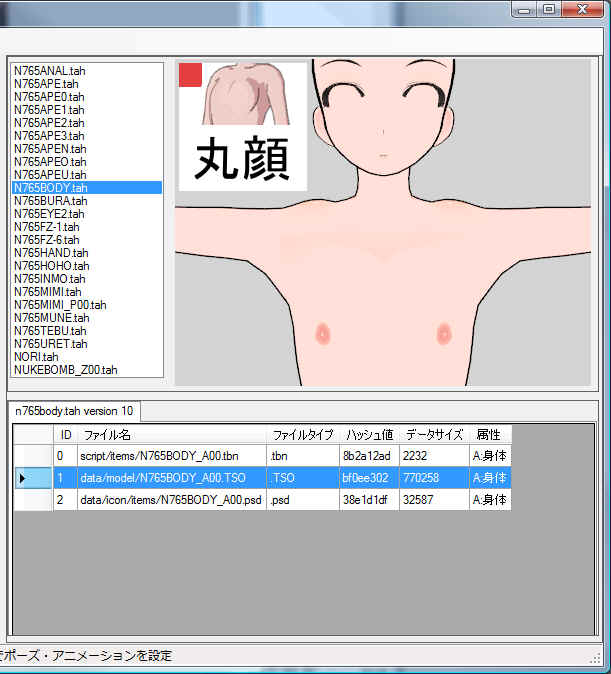 N765ANAL.tah
N765APE.tah
N765APE0.tah
N765APE1.tah
N765APE2.tah
N765APE3.tah
N765APEN.tah
N765APEO.tah
N765APEU.tah
N765BODY.tah
N765BURA.tah
N765EYE2.tah
N765FZ-1.tah
N765FZ-6.tah
N765HAND.tah
N765HOHO.tah
N765INMO.tah
N765MIMI.tah
N765MIMI_P00.tah
N765MUNE.tah
N765TEBU.tah
N765URET.tah
NORI.tah
NUKEBOMB_Z00.tah
丸顔
n765body.tah version 10
ID ファイル名 ファイルタイプ ハッシュ値 データサイズ 属性
0 script/items/N765BODY_A00.tbn .tbn 8b2a12ad 2232 A:身体
1 data/model/N765BODY_A00.TSO .TSO bf0ee302 770258 A:身体
2 data/icon/items/N765BODY_A00.psd .psd 38e1d1df 32587 A:身体
でポーズ・アニメーションを設定